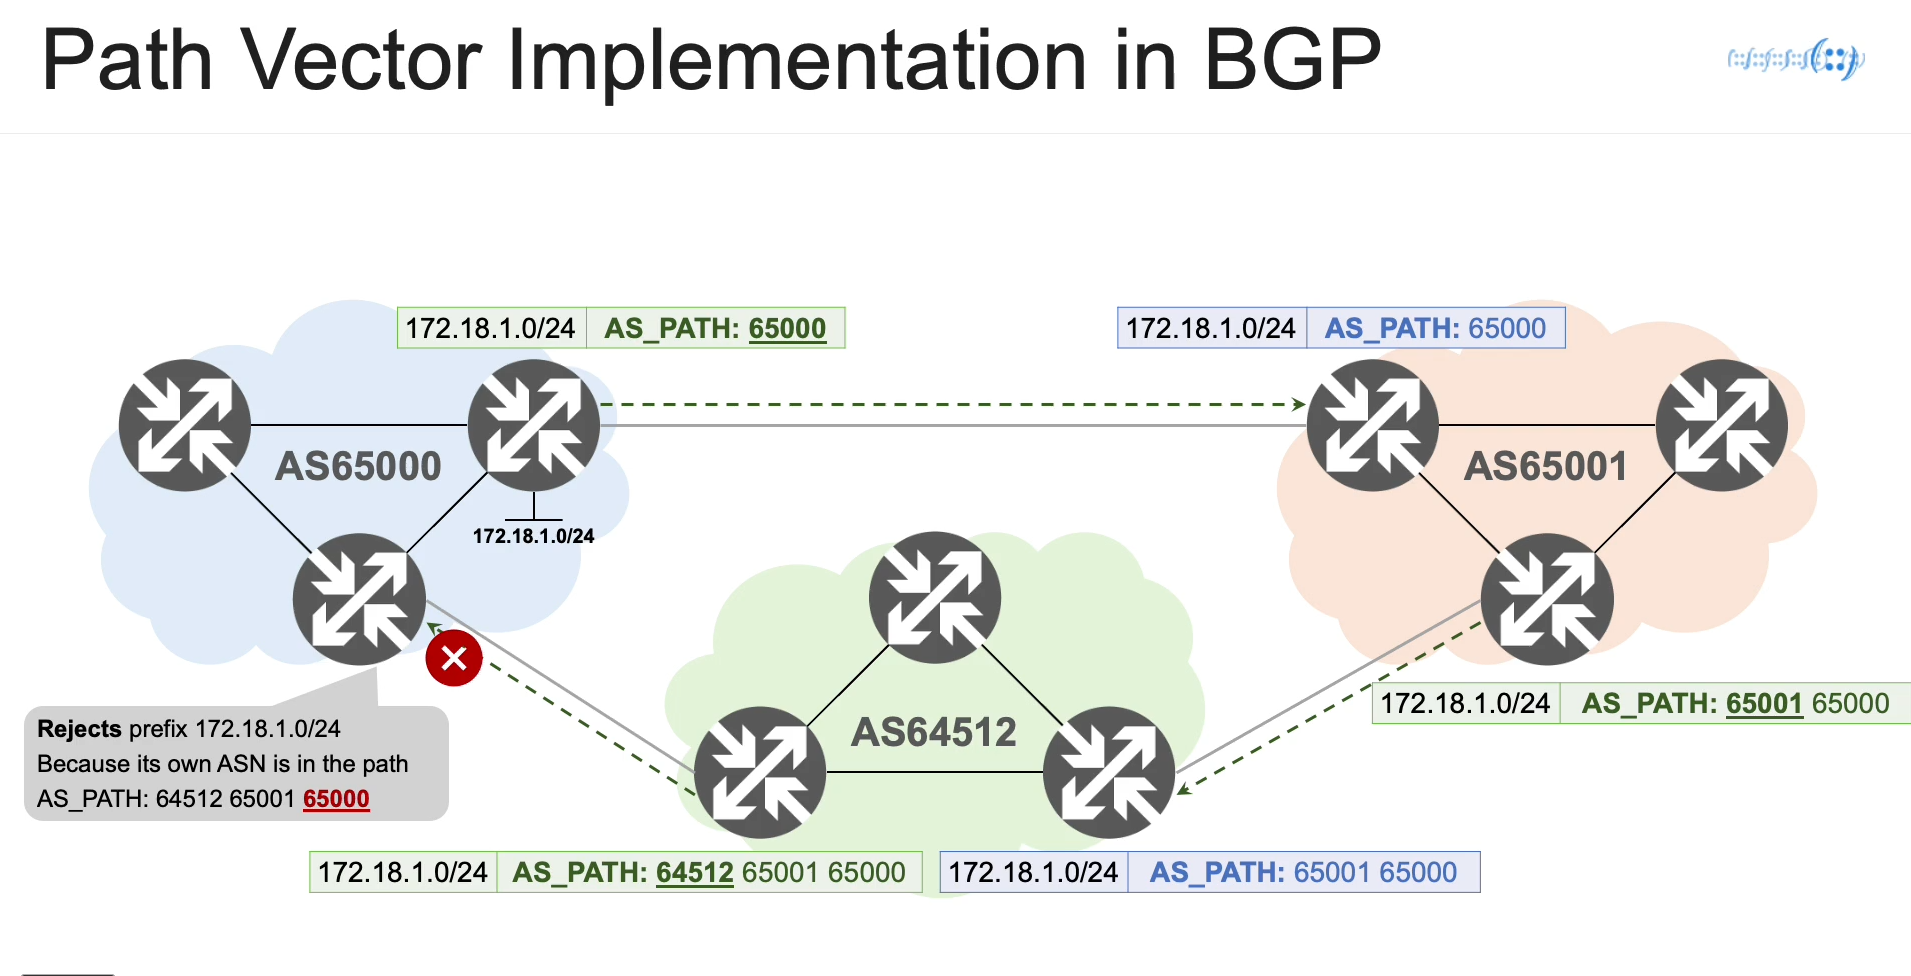 Path Vector Implementation in BGP
172.18.1.0/24 AS_PATH: 65000
172.18.1.0/24 AS_PATH: 65000
AS65000
AS65001
172.18.1.0/24
172.18.1.0/24 AS_PATH: 65001 65000
AS64512
Rejects prefix 172.18.1.0/24
Because its own ASN is in the path
AS_PATH: 64512 65001 65000
172.18.1.0/24 AS_PATH: 64512 65001 65000
172.18.1.0/24 AS_PATH: 65001 65000